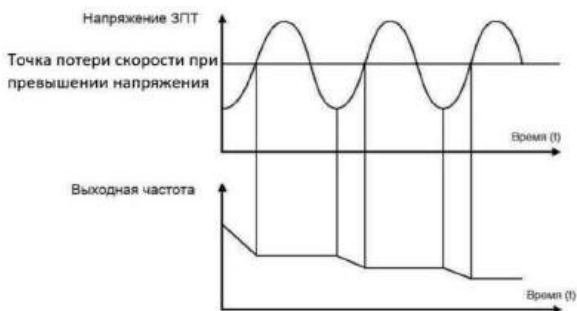 Напряжение ЗПТ
Точка потери скорости при
превышении напряжения
Время (t)
Выходная частота
Время (t)